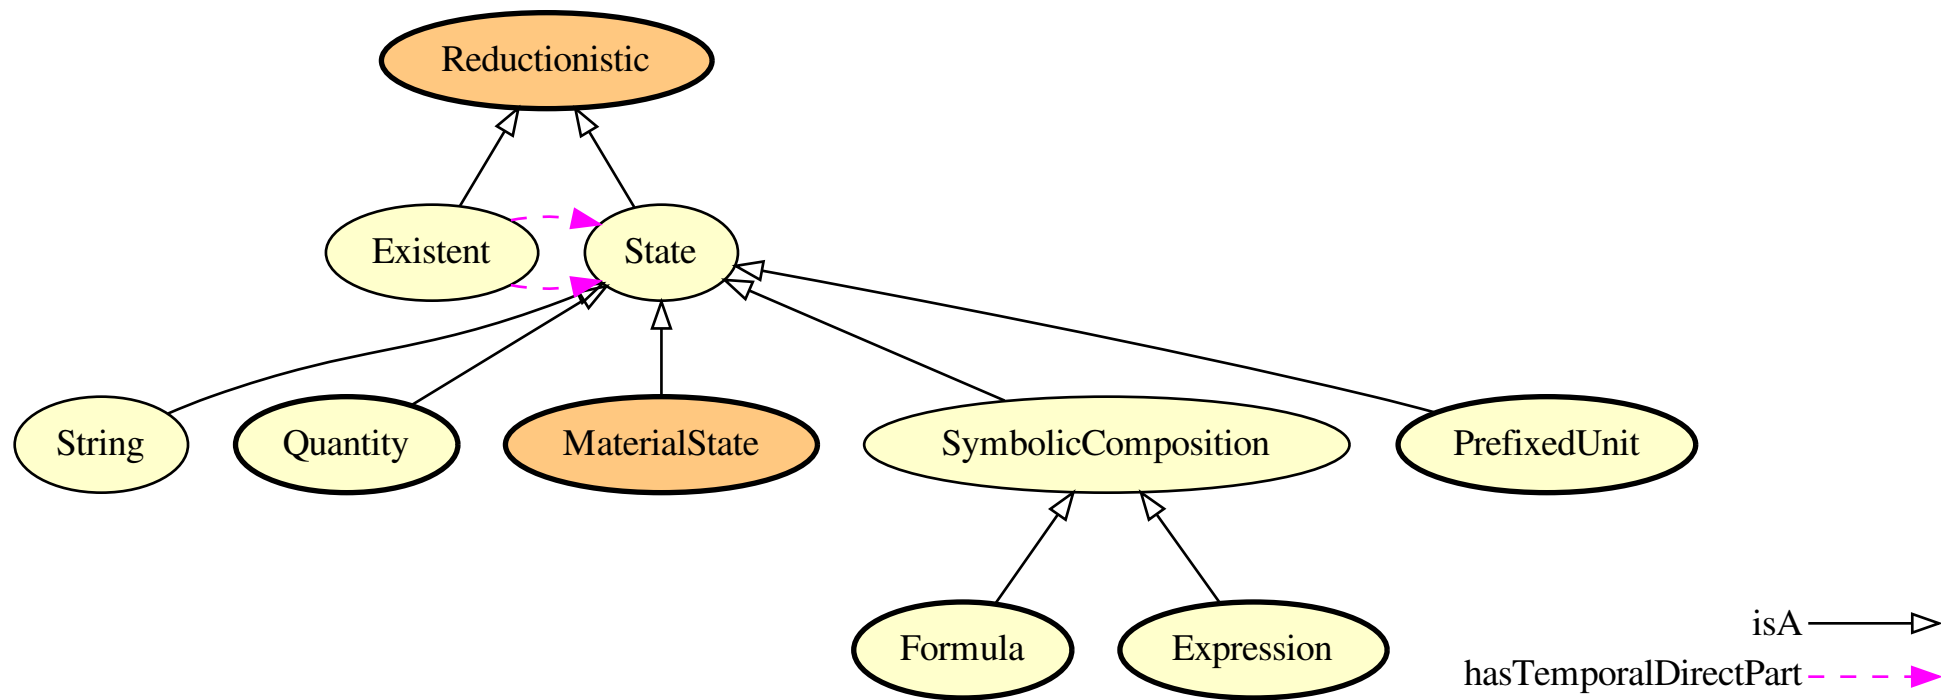 Reductionistic
Existent
State
String
Quantity
MaterialState
SymbolicComposition
PrefixedUnit
Formula
Expression
isA
hasTemporalDirectPart